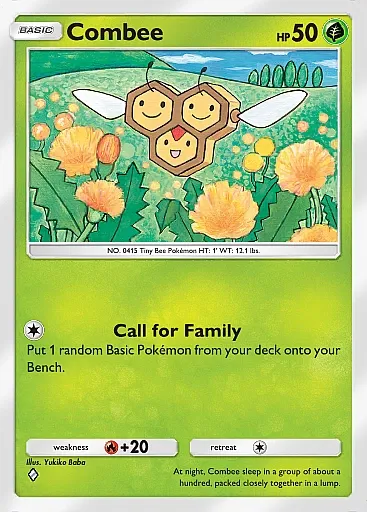 BASIC Combee HP 50
NO. 0415 Tiny Bee Pokémon HT: 1' WT: 12.1 lbs.
Call for Family
Put 1 random Basic Pokémon from your deck onto your
Bench.
weakness +20 retreat
Illus. Yukiko Baba
At night, Combee sleep in a group of about a
hundred, packed closely together in a lump.